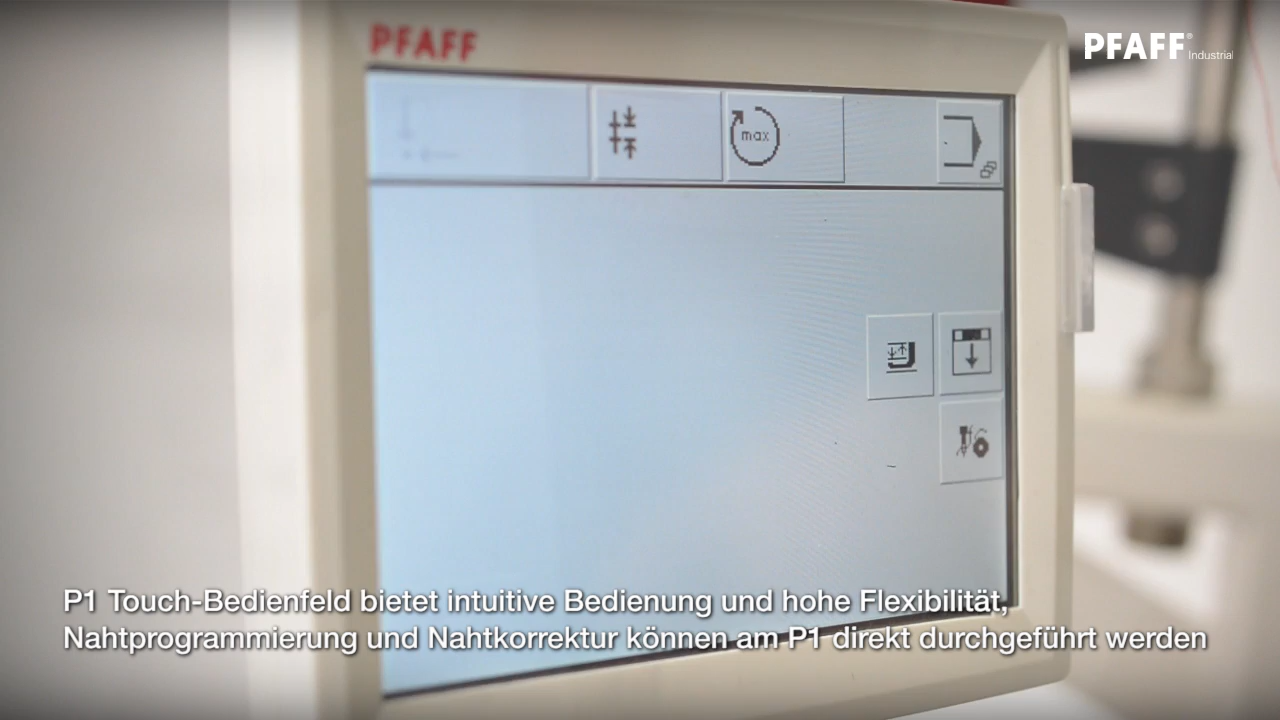 PFAFF
PFAFF® Industrial
max
P1 Touch-Bedienfeld bietet intuitive Bedienung und hohe Flexibilität,
Nahtprogrammierung und Nahtkorrektur können am P1 direkt durchgeführt werden